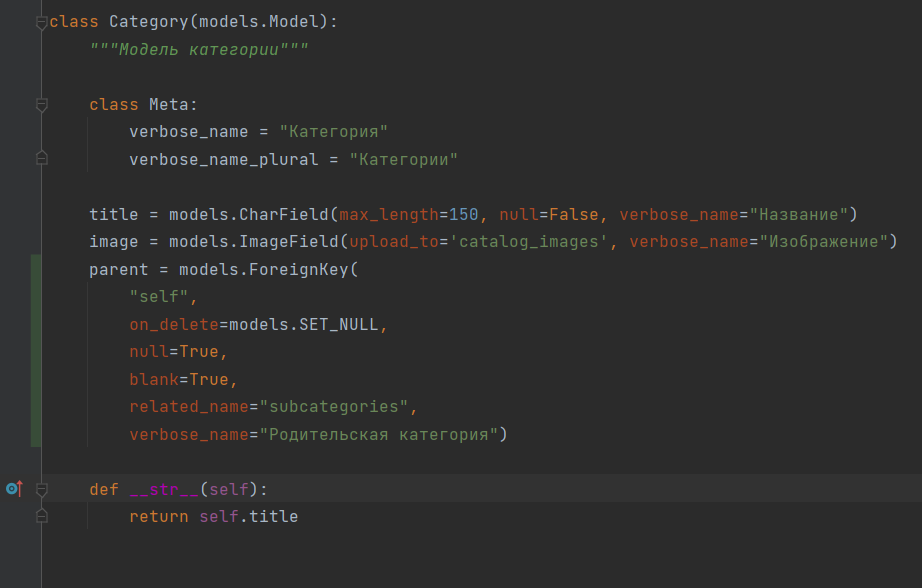 class Category(models.Model):
    """Модель категории"""
    class Meta:
        verbose_name = "Категория"
        verbose_name_plural = "Категории"
    title = models.CharField(max_length=150, null=False, verbose_name="Название")
    image = models.ImageField(upload_to='catalog_images', verbose_name="Изображение")
    parent = models.ForeignKey(
        "self",
        on_delete=models.SET_NULL,
        null=True,
        blank=True,
        related_name="subcategories",
        verbose_name="Родительская категория")
    def __str__(self):
        return self.title